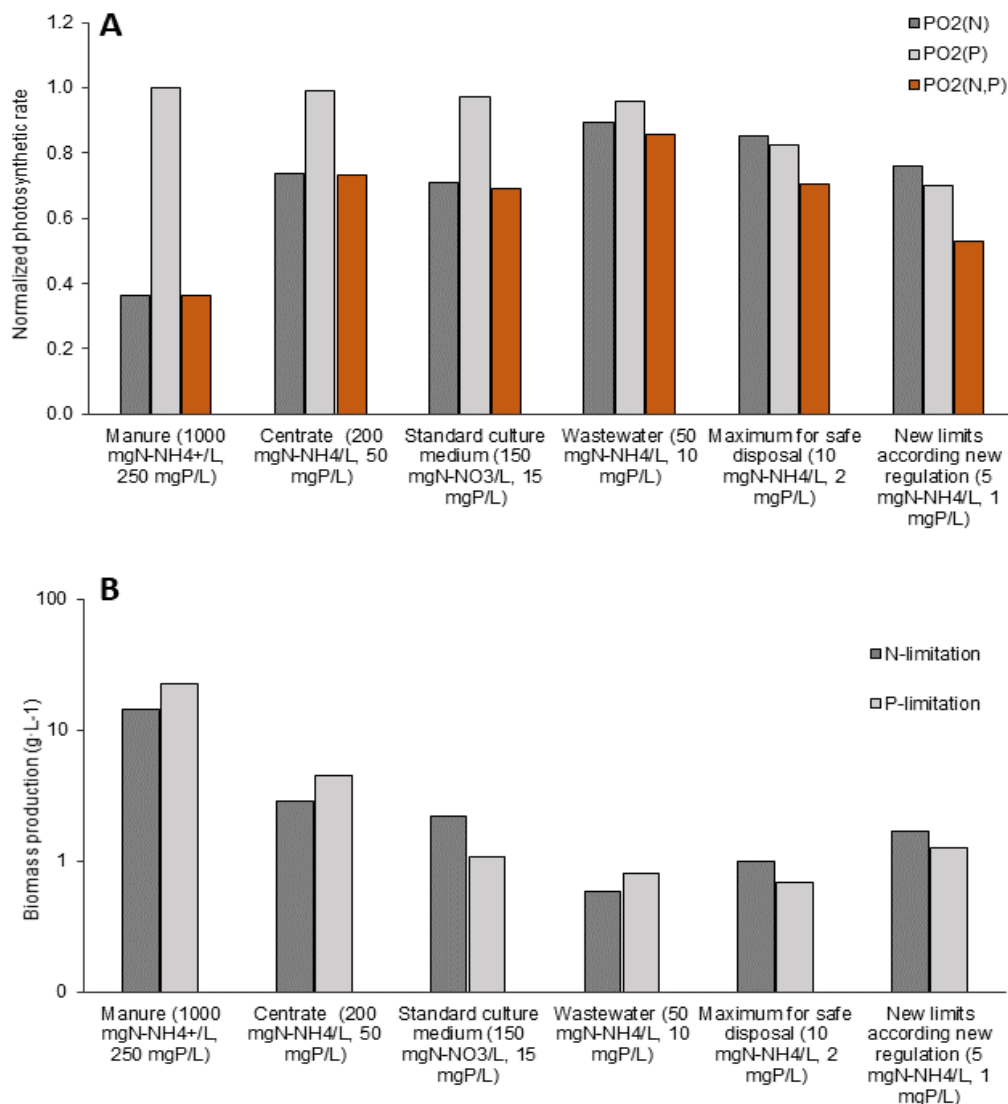 A
1.2
1.0
0.8
0.6
0.4
0.2
0.0
Normalized photosynthetic rate
PO2(N)
PO2(P)
PO2(N,P)
Manure (1000
mgN-NH4+/L,
250 mgP/L)
Centrate (200
mgN-NH4/L, 50
mgP/L)
Standard culture
medium (150
mgN-NO3/L, 15
mgP/L)
Wastewater (50
mgN-NH4/L, 10
mgP/L)
Maximum for safe
disposal (10
mgN-NH4/L, 2
mgP/L)
New limits
according new
regulation (5
mgN-NH4/L, 1
mgP/L)
B
100
10
1
0
Biomass production (g·L-1)
N-limitation
P-limitation
Manure (1000
mgN-NH4+/L,
250 mgP/L)
Centrate (200
mgN-NH4/L, 50
mgP/L)
Standard culture
medium (150
mgN-NO3/L, 15
mgP/L)
Wastewater (50
mgN-NH4/L, 10
mgP/L)
Maximum for safe
disposal (10
mgN-NH4/L, 2
mgP/L)
New limits
according new
regulation (5
mgN-NH4/L, 1
mgP/L)